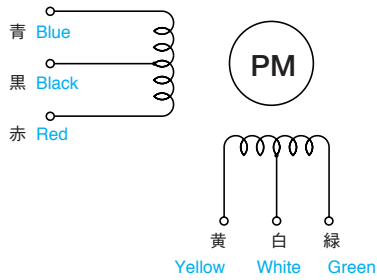 青 Blue
黒 Black
赤 Red
PM
黄 白 緑
Yellow White Green